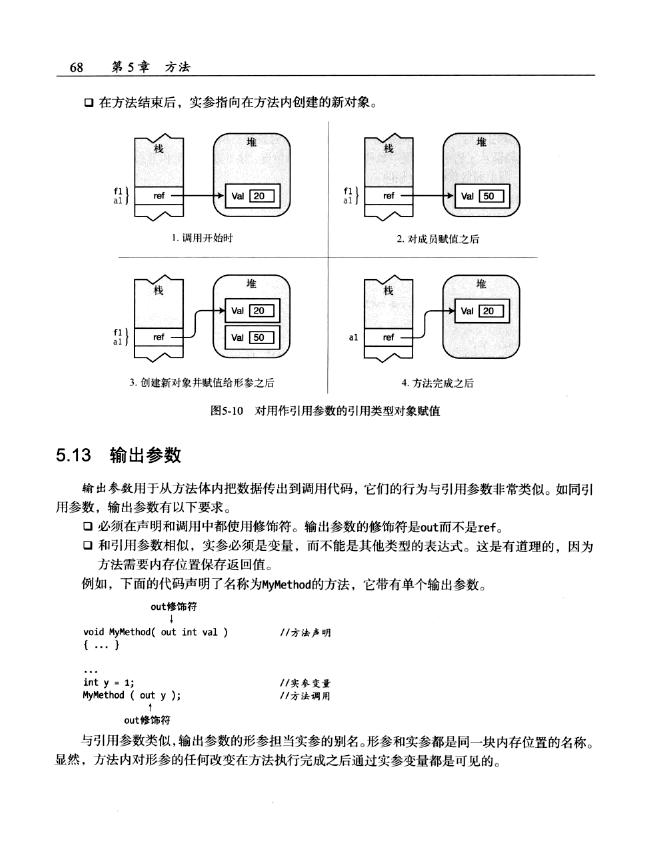 68 第5章 方法
□ 在方法结束后，实参指向在方法内创建的新对象。
栈 堆
f1
a1
ref Val 20
1. 调用开始时
栈 堆
f1
a1
ref Val 50
2. 对成员赋值之后
栈 堆
Val 20
f1
a1
ref Val 50
3. 创建新对象并赋值给形参之后
栈 堆
Val 20
a1 ref
4. 方法完成之后
图5-10 对用作引用参数的引用类型对象赋值
5.13 输出参数
输出参数用于从方法体内把数据传出到调用代码，它们的行为与引用参数非常类似。如同引
用参数，输出参数有以下要求。
□ 必须在声明和调用中都使用修饰符。输出参数的修饰符是out而不是ref。
□ 和引用参数相似，实参必须是变量，而不能是其他类型的表达式。这是有道理的，因为
方法需要内存位置保存返回值。
例如，下面的代码声明了名称为MyMethod的方法，它带有单个输出参数。
out修饰符
↓
void MyMethod( out int val ) //方法声明
{ ... }
...
int y = 1; //实参变量
MyMethod ( out y ); //方法调用
↑
out修饰符
与引用参数类似，输出参数的形参担当实参的别名。形参和实参都是同一块内存位置的名称。
显然，方法内对形参的任何改变在方法执行完成之后通过实参变量都是可见的。